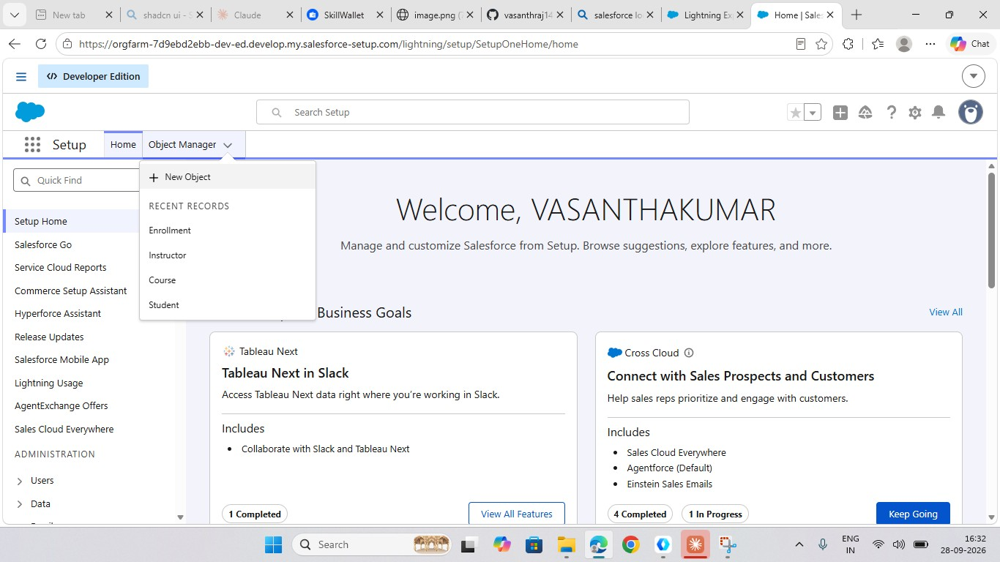 New tab
shadcn ui - S
Claude
SkillWallet
image.png (7
vasanthraj14
salesforce lo
Lightning Ex
Home | Sales
https://orgfarm-7d9ebd2ebb-dev-ed.develop.my.salesforce-setup.com/lightning/setup/SetupOneHome/home
Chat
Developer Edition
Search Setup
Setup
Home
Object Manager
Quick Find
New Object
RECENT RECORDS
Enrollment
Instructor
Course
Student
Setup Home
Salesforce Go
Service Cloud Reports
Commerce Setup Assistant
Hyperforce Assistant
Release Updates
Salesforce Mobile App
Lightning Usage
AgentExchange Offers
Sales Cloud Everywhere
ADMINISTRATION
Users
Data
Welcome, VASANTHAKUMAR
Manage and customize Salesforce from Setup. Browse suggestions, explore features, and more.
Business Goals
View All
Tableau Next
Tableau Next in Slack
Access Tableau Next data right where you're working in Slack.
Includes
• Collaborate with Slack and Tableau Next
1 Completed
View All Features
Cross Cloud
Connect with Sales Prospects and Customers
Help sales reps prioritize and engage with customers.
Includes
• Sales Cloud Everywhere
• Agentforce (Default)
• Einstein Sales Emails
4 Completed
1 In Progress
Keep Going
Search
ENG
IN
16:32
28-09-2026